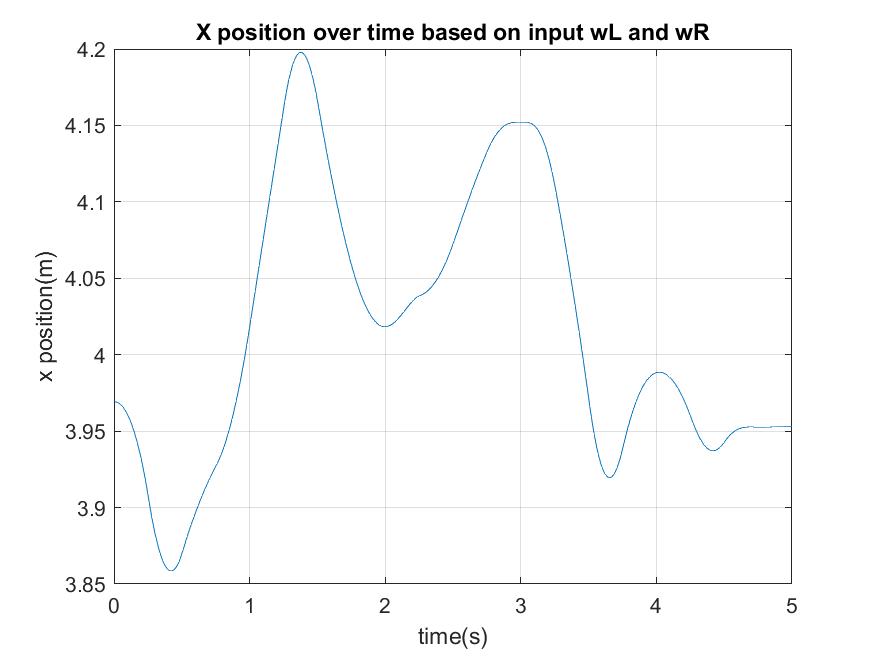 X position over time based on input wL and wR
4.2
4.15
4.1
4.05
4
3.95
3.9
3.85
x position(m)
0 1 2 3 4 5
time(s)